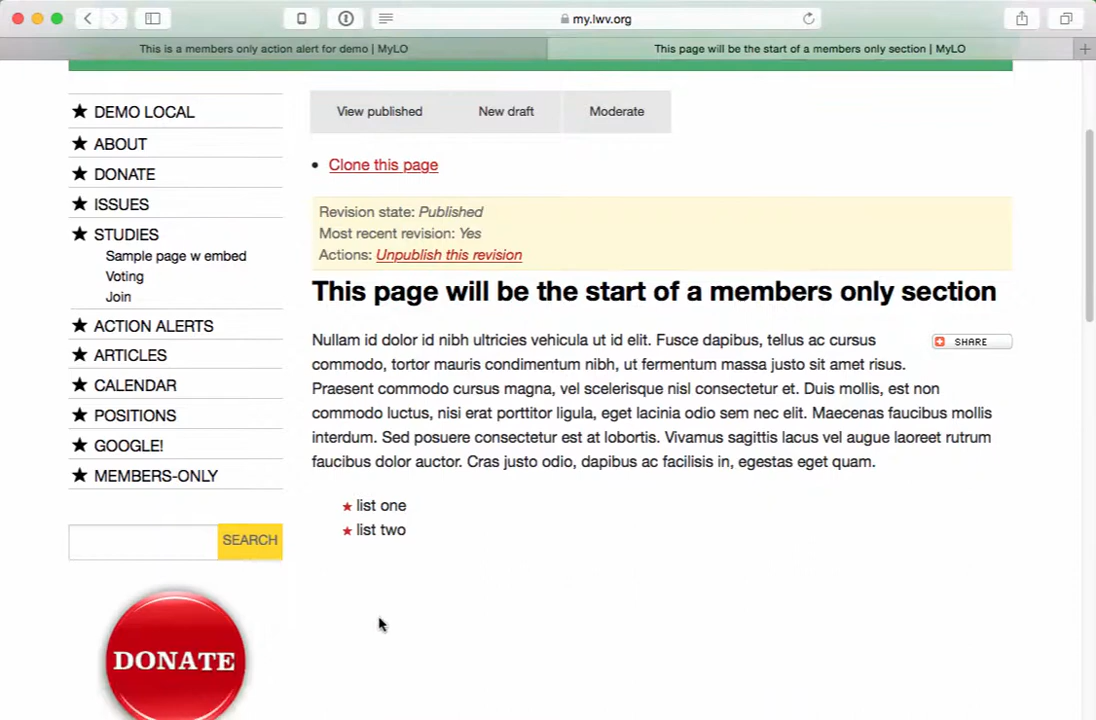 my.lwv.org
This is a members only action alert for demo | MyLO
This page will be the start of a members only section | MyLO
View published
New draft
Moderate
Clone this page
Revision state: Published
Most recent revision: Yes
Actions: Unpublish this revision
This page will be the start of a members only section
Nullam id dolor id nibh ultricies vehicula ut id elit. Fusce dapibus, tellus ac cursus
commodo, tortor mauris condimentum nibh, ut fermentum massa justo sit amet risus.
Praesent commodo cursus magna, vel scelerisque nisl consectetur et. Duis mollis, est non
commodo luctus, nisi erat porttitor ligula, eget lacinia odio sem nec elit. Maecenas faucibus mollis
interdum. Sed posuere consectetur est at lobortis. Vivamus sagittis lacus vel augue laoreet rutrum
faucibus dolor auctor. Cras justo odio, dapibus ac facilisis in, egestas eget quam.
SHARE
list one
list two
DEMO LOCAL
ABOUT
DONATE
ISSUES
STUDIES
Sample page w embed
Voting
Join
ACTION ALERTS
ARTICLES
CALENDAR
POSITIONS
GOOGLE!
MEMBERS-ONLY
SEARCH
DONATE